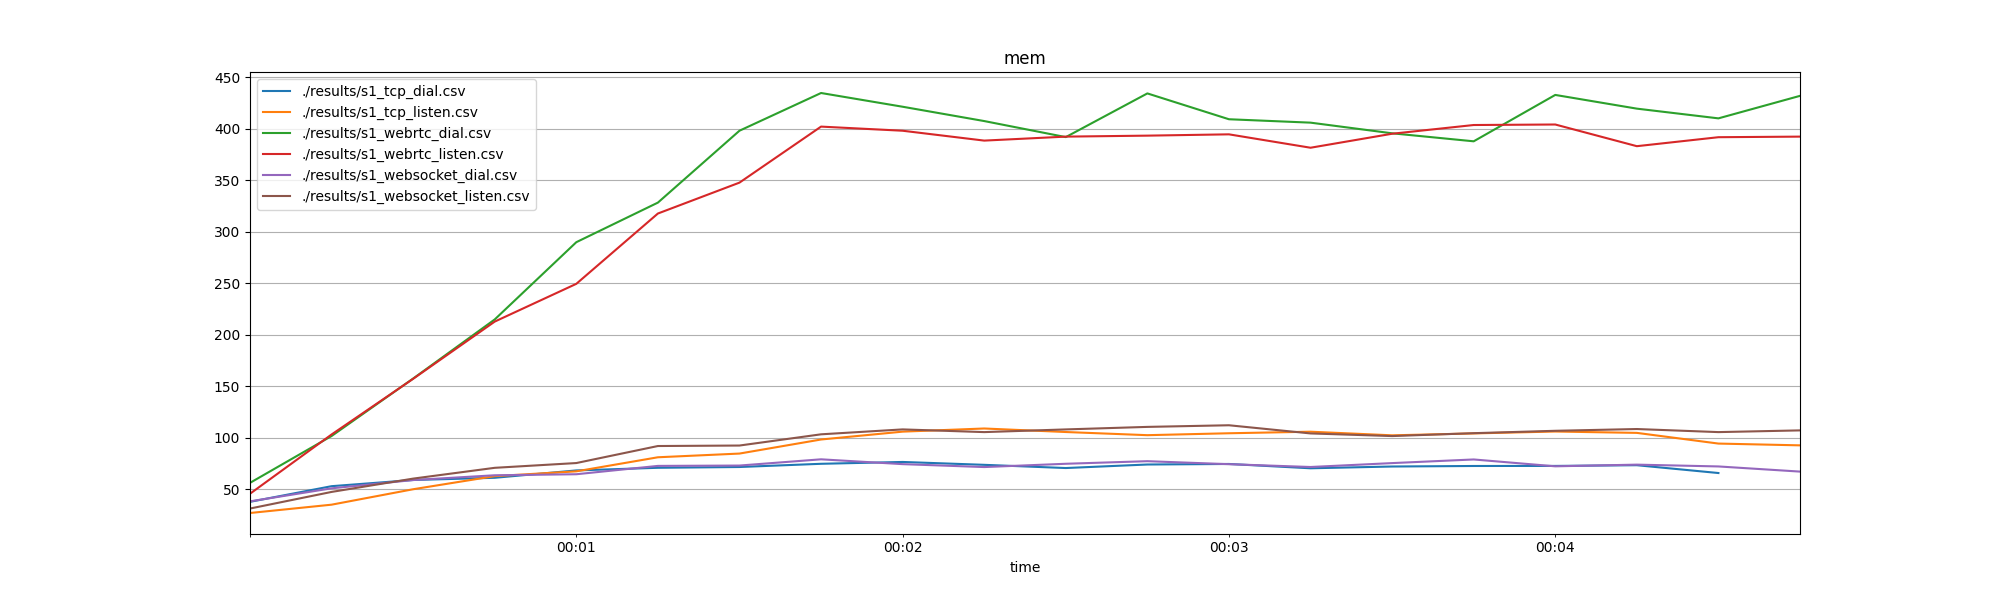 mem
450
400
350
300
250
200
150
100
50
./results/s1_tcp_dial.csv
./results/s1_tcp_listen.csv
./results/s1_webrtc_dial.csv
./results/s1_webrtc_listen.csv
./results/s1_websocket_dial.csv
./results/s1_websocket_listen.csv
00:01 00:02 00:03 00:04
time